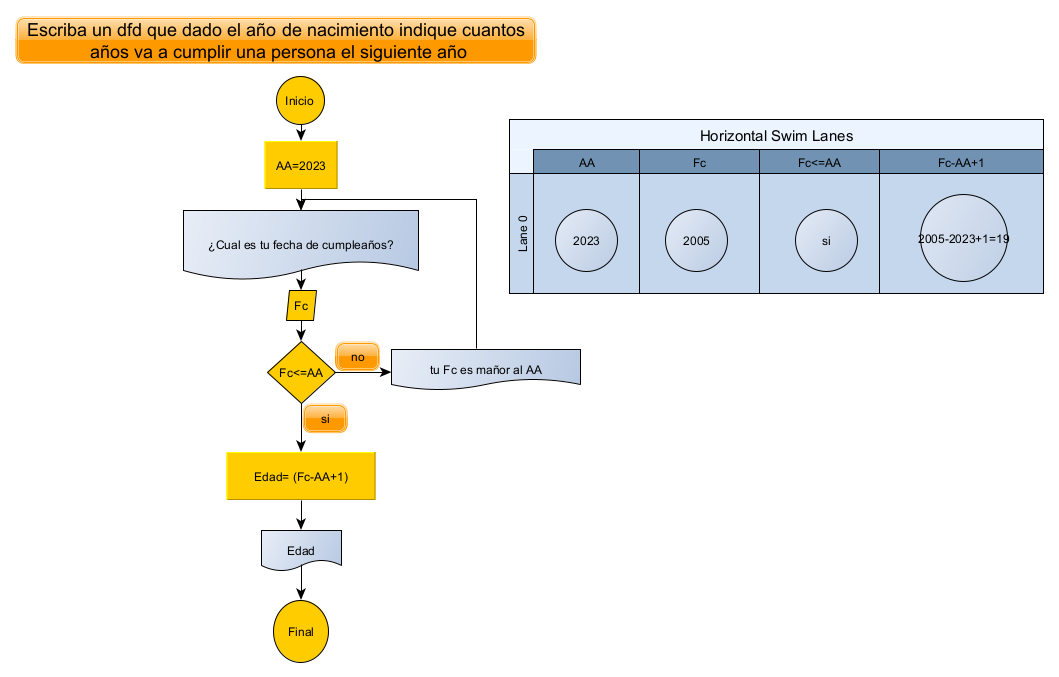 Escriba un dfd que dado el año de nacimiento indique cuantos
años va a cumplir una persona el siguiente año
Inicio
AA=2023
¿Cual es tu fecha de cumpleaños?
Fc
Fc<=AA
no
tu Fc es mañor al AA
si
Edad= (Fc-AA+1)
Edad
Final
Horizontal Swim Lanes
AA
Fc
Fc<=AA
Fc-AA+1
Lane 0
2023
2005
si
2005-2023+1=19